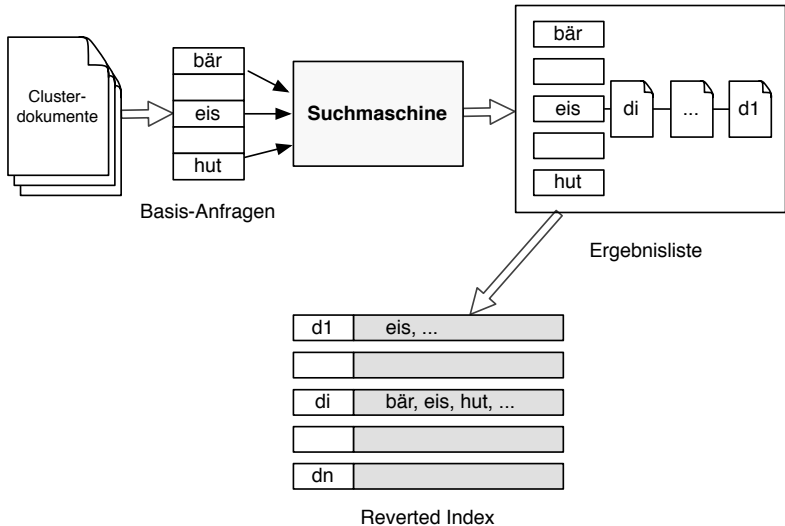 Cluster-
dokumente
bär
eis
hut
Basis-Anfragen
Suchmaschine
bär
eis
di
...
d1
hut
Ergebnisliste
d1
eis, ...
di
bär, eis, hut, ...
dn
Reverted Index